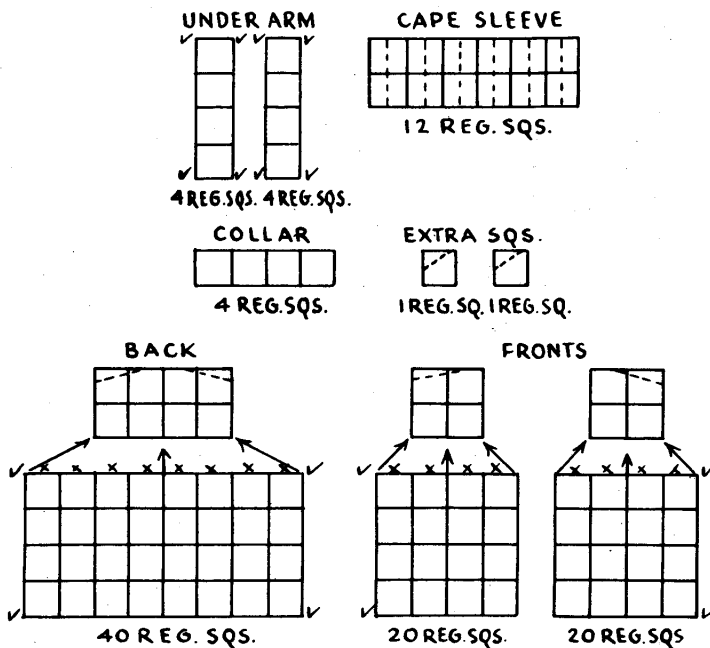 UNDER ARM
CAPE SLEEVE
12 REG. SQS.
4 REG.SQS. 4 REG.SQS.
COLLAR
EXTRA SQS.
4 REG.SQS.
1 REG.SQ. 1 REG.SQ.
BACK
FRONTS
40 REG. SQS.
20 REG.SQS.
20 REG.SQS